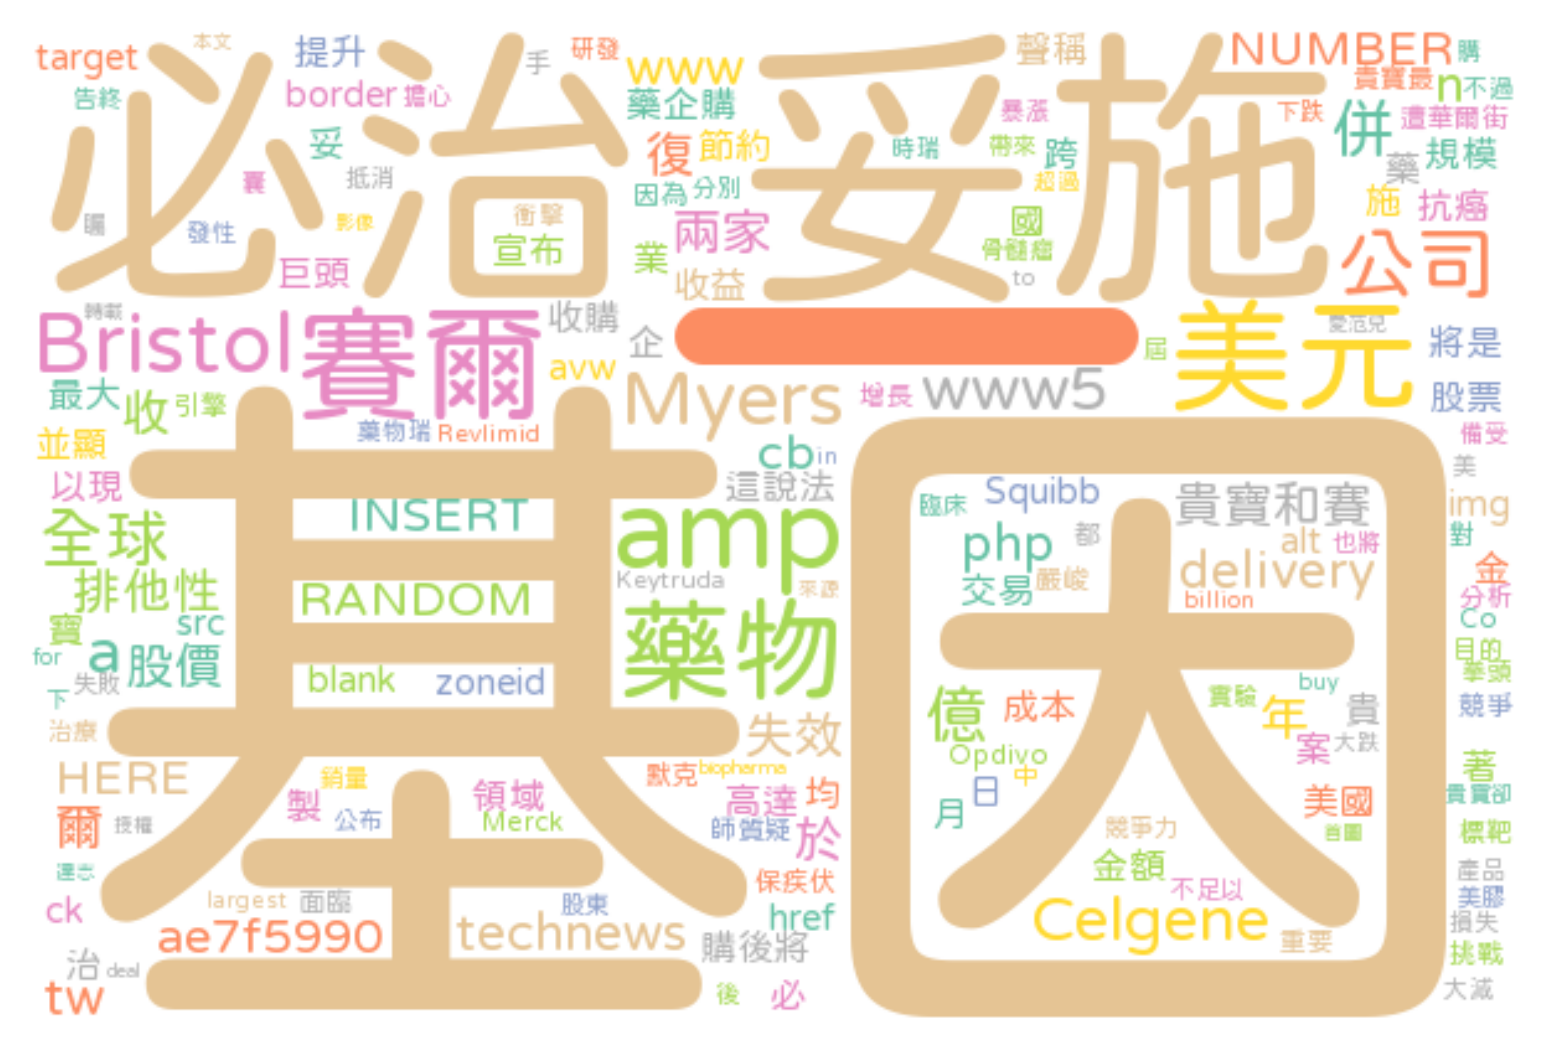 target
本文
提升
手
研發
www
聲稱
NUMBER
購
告終
border
擔心
藥企購
暴漲
下跌
貴寶最
n
不過
必治
妥施
妥
復
節約
時瑞
帶來
跨
併
遭華爾街
規模
囊
抵消
因為
分別
超過
藥
施
抗癌
發性
影像
衝擊
宣布
兩家
國
骨髓瘤
業
收益
to
巨頭
公司
轉載
Bristol
賽爾
收購
企
一
屆
美元
愛范兒
將是
最大
收
引擎
avw
Myers
增長
www5
股票
並顯
藥物瑞
Revlimid
cb
in
備受
美
以現
這說法
基
因
INSERT
amp
臨床
Squibb
貴寶和賽
img
全球
php
都
alt
也將
對
排他性
RANDOM
Keytruda
來源
交易
嚴峻
delivery
billion
金
分析
寶
src
藥物
Co
for
a
股價
blank
zoneid
目的
拳頭
下
失敗
buy
億
成本
實驗
年
貴
競爭
治療
失效
Opdivo
案
大跌
HERE
銷量
領域
默克
biopharma
中
日
著
製
高達
均
美國
貴寶卻
爾
授權
公布
Merck
師質疑
於
月
競爭力
首圖
標靶
達志
保疾伏
金額
不足以
產品
ck
largest
面臨
股東
href
Celgene
美膠
ae7f5990
technews
購後將
重要
損失
治
deal
挑戰
tw
後
必
大減